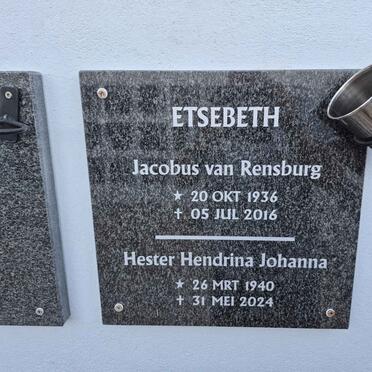 ETSEBETH
Jacobus van Rensburg
★ 20 OKT 1936
✝ 05 JUL 2016
Hester Hendrina Johanna
★ 26 MRT 1940
✝ 31 MEI 2024